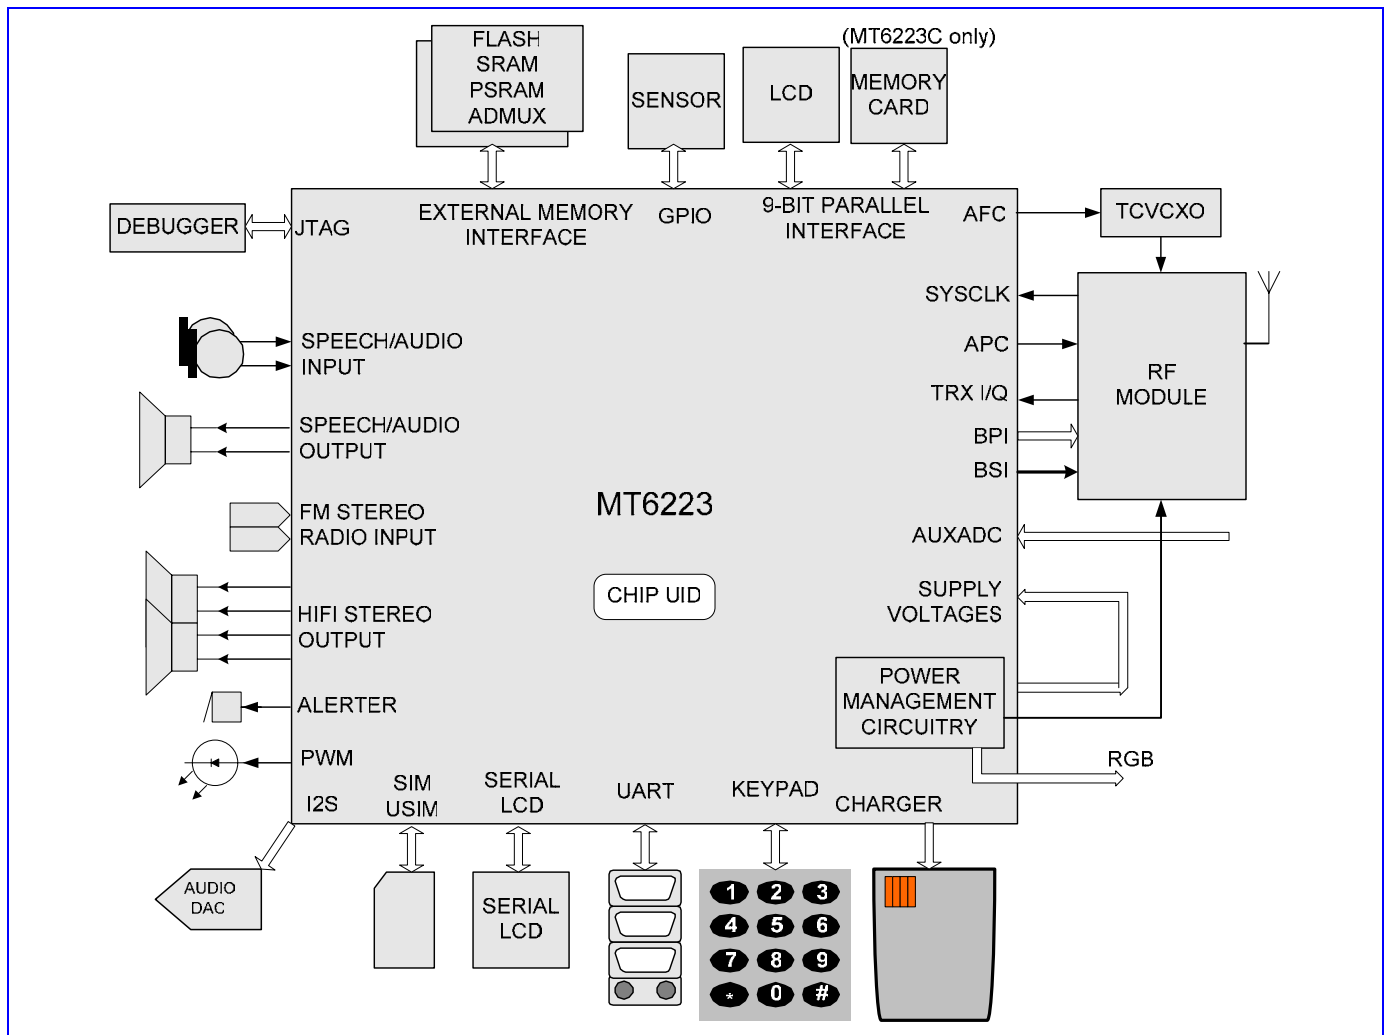 FLASH
SRAM
PSRAM
ADMUX
SENSOR
LCD
(MT6223C only)
MEMORY
CARD
DEBUGGER
JTAG
EXTERNAL MEMORY
INTERFACE
GPIO
9-BIT PARALLEL
INTERFACE
AFC
TCVCXO
SYSCLK
SPEECH/AUDIO
INPUT
APC
RF
MODULE
TRX I/Q
SPEECH/AUDIO
OUTPUT
BPI
BSI
MT6223
FM STEREO
RADIO INPUT
AUXADC
CHIP UID
SUPPLY
VOLTAGES
HIFI STEREO
OUTPUT
POWER
MANAGEMENT
CIRCUITRY
ALERTER
PWM
RGB
I2S
SIM
USIM
SERIAL
LCD
UART
KEYPAD
CHARGER
AUDIO
DAC
SERIAL
LCD
1 2 3
4 5 6
7 8 9
* 0 #